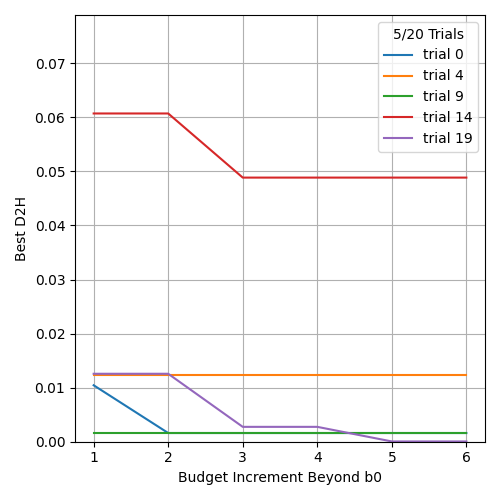 5/20 Trials
trial 0
trial 4
trial 9
trial 14
trial 19
0.07
0.06
0.05
0.04
0.03
0.02
0.01
0.00
Best D2H
1 2 3 4 5 6
Budget Increment Beyond b0